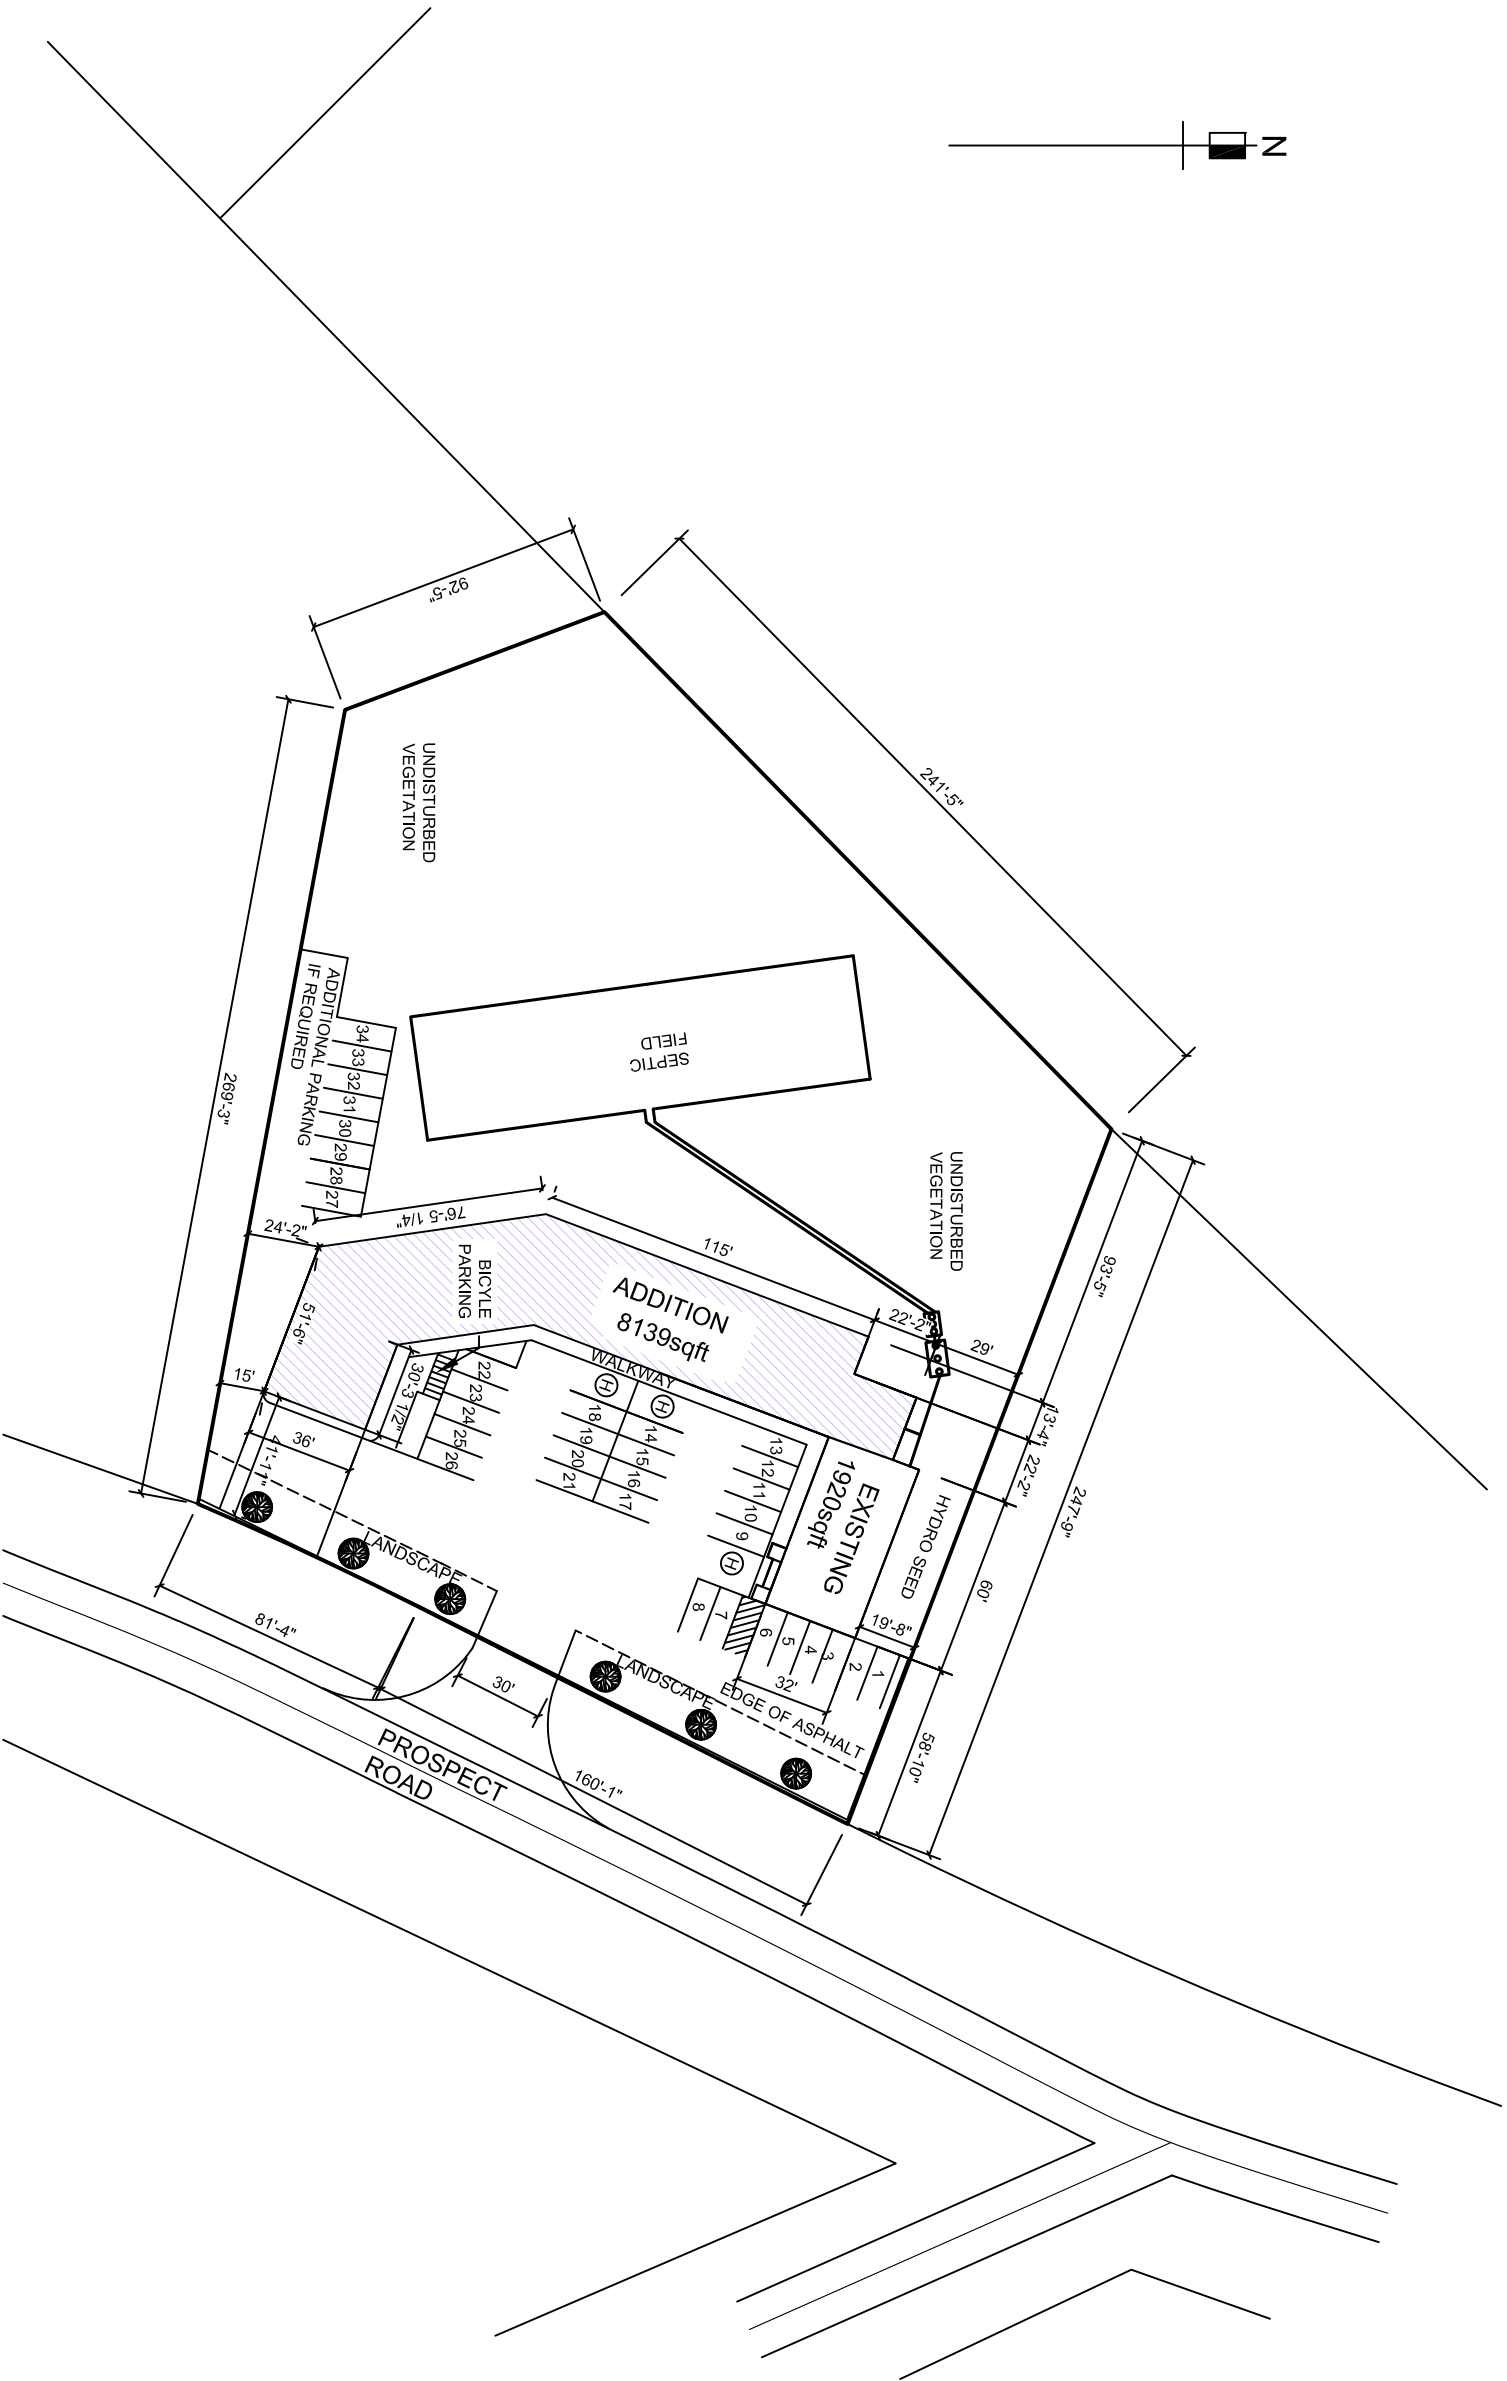 N
92'-5"
241'-5"
UNDISTURBED
VEGETATION
269'-3"
ADDITIONAL PARKING
IF REQUIRED
34
33
32
31
30
29
28
27
SEPTIC
FIELD
UNDISTURBED
VEGETATION
93'-5"
247'-9"
24'-2"
76'-5 1/4"
115'
22'-2"
29'
13'-4"
22'-2"
60'
58'-10"
BICYLE
PARKING
ADDITION
8139sqft
51'-6"
15'
36'
41'-11"
30'-3 1/2"
WALKWAY
22
23
24
25
26
H
H
18
19
20
21
14
15
16
17
13
12
11
10
9
H
EXISTING
1920sqft
HYDRO SEED
19'-8"
8
7
6
5
4
3
2
1
32'
LANDSCAPE
LANDSCAPE
EDGE OF ASPHALT
81'-4"
30'
160'-1"
PROSPECT
ROAD